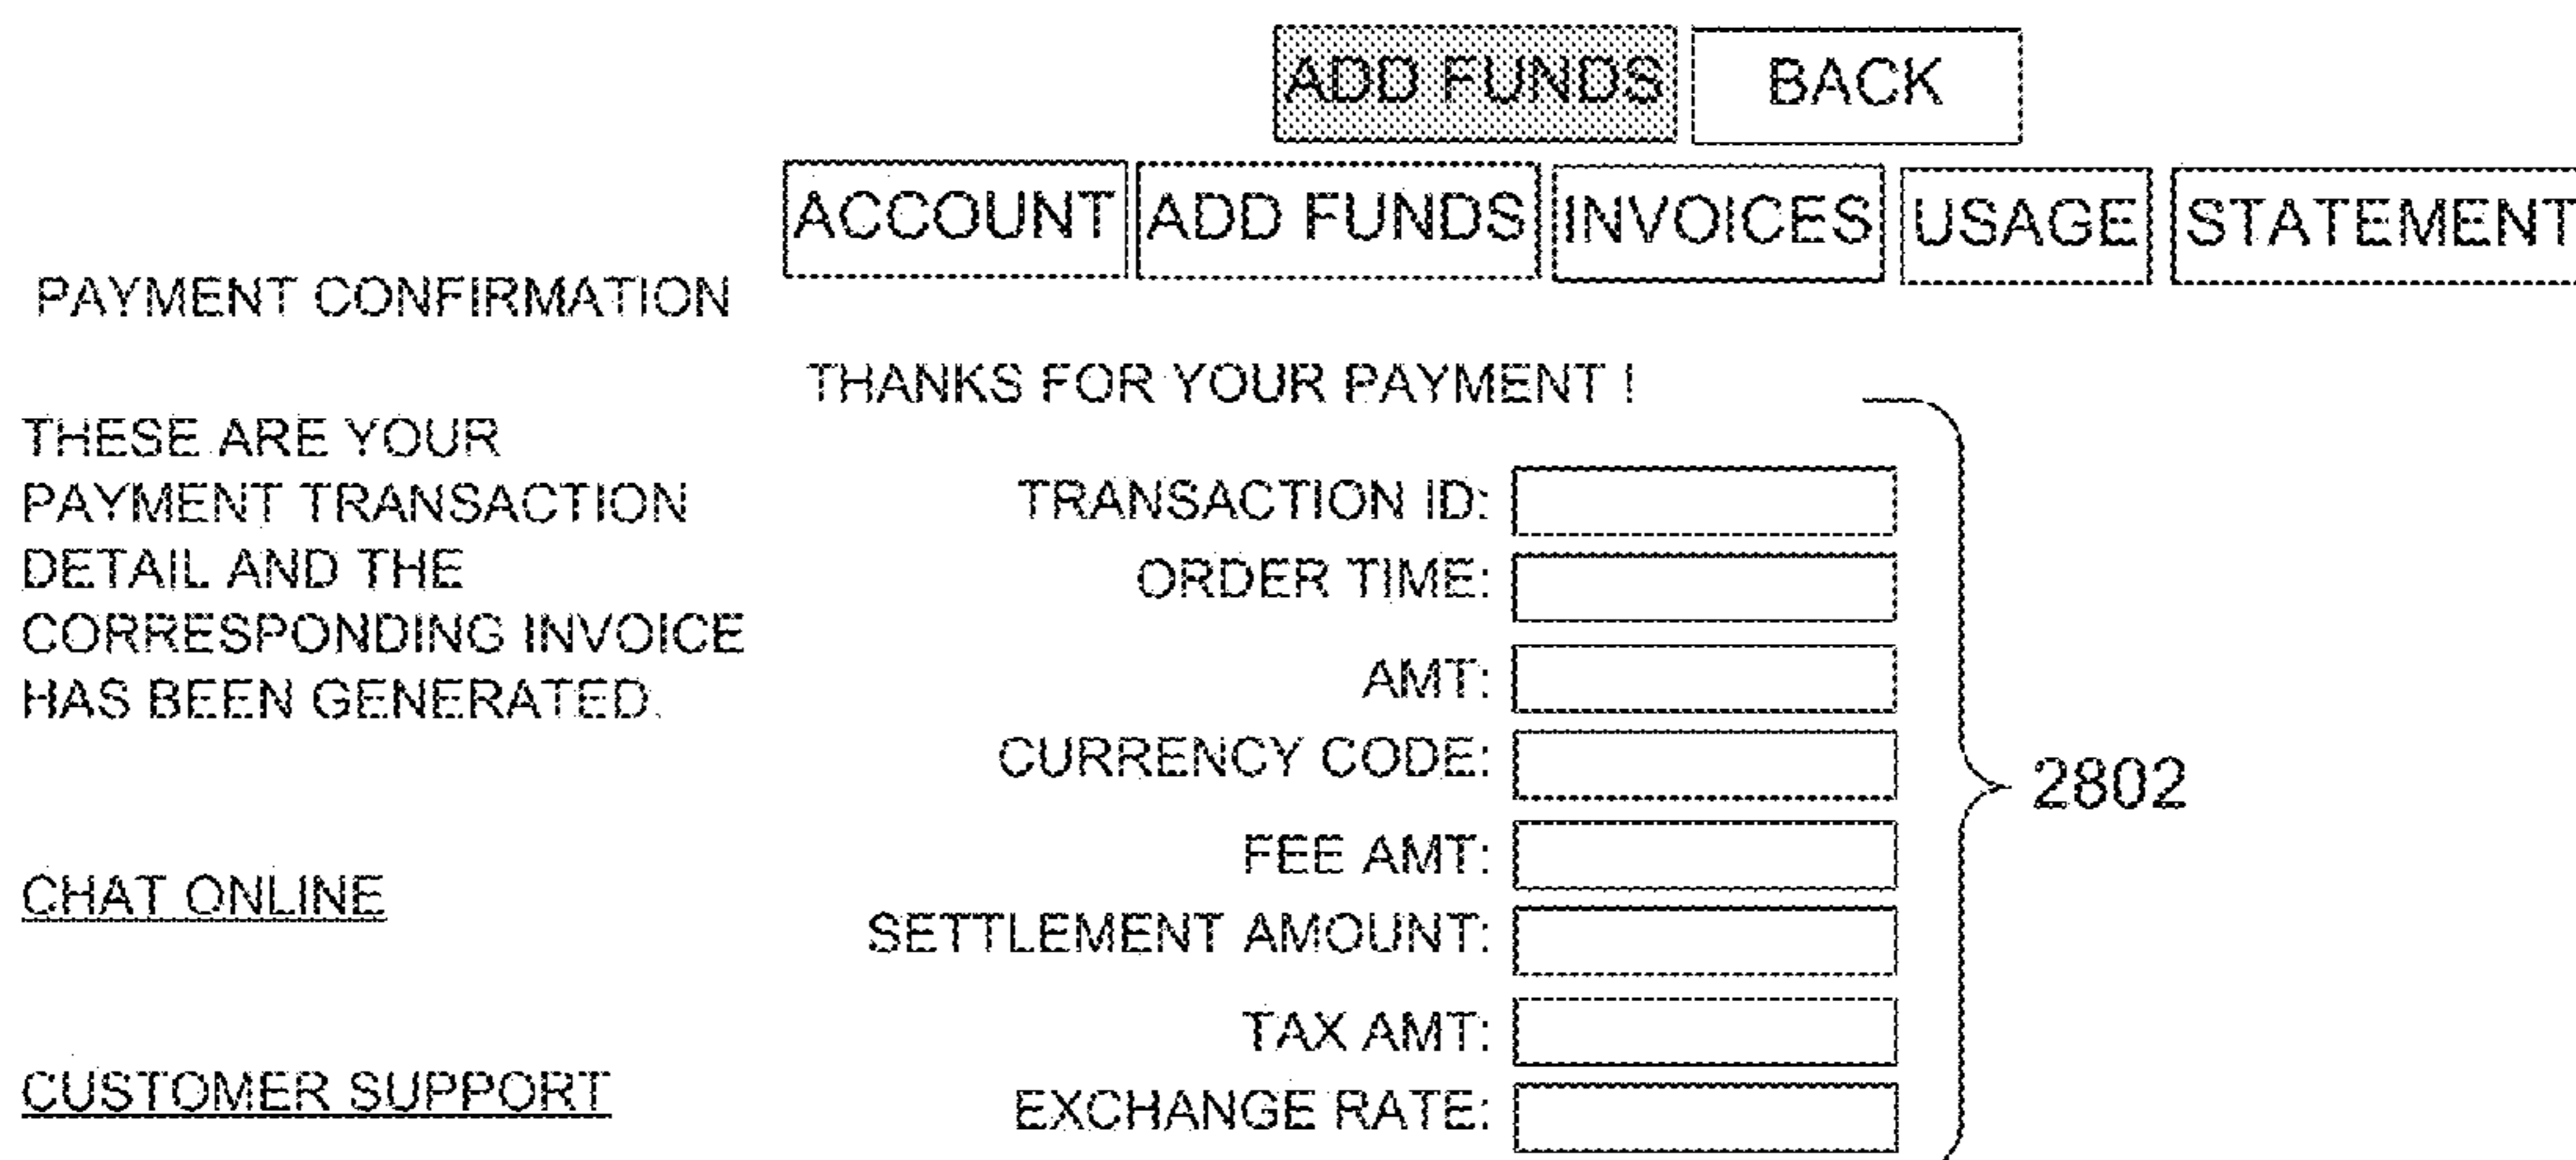 ADD FUNDS BACK
ACCOUNT ADD FUNDS INVOICES USAGE STATEMENT
PAYMENT CONFIRMATION
THESE ARE YOUR
PAYMENT TRANSACTION
DETAIL AND THE
CORRESPONDING INVOICE
HAS BEEN GENERATED.
CHAT ONLINE
CUSTOMER SUPPORT
THANKS FOR YOUR PAYMENT !
TRANSACTION ID:
ORDER TIME:
AMT:
CURRENCY CODE:
FEE AMT:
SETTLEMENT AMOUNT:
TAX AMT:
EXCHANGE RATE:
2802